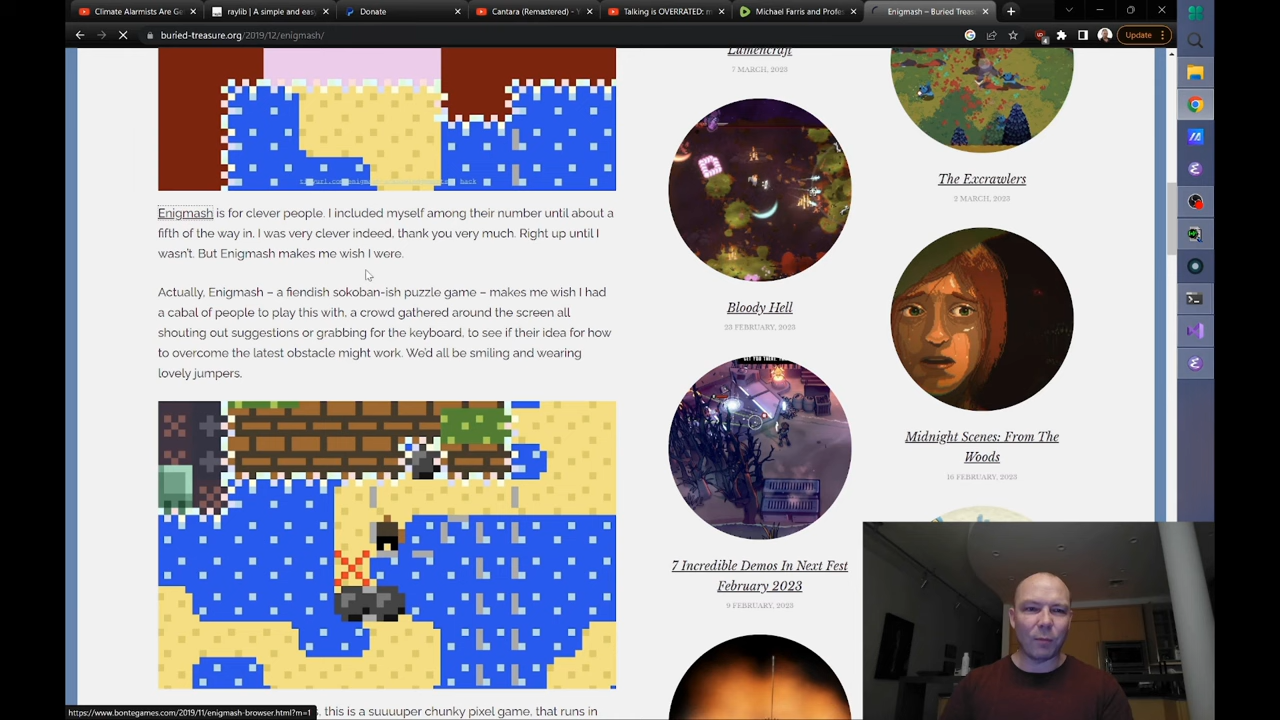 Climate Alarmists Are Ge
raylib | A simple and easy
Donate
Cantara (Remastered) - Y
Talking is OVERRATED: m
Michael Farris and Profe
Enigmash – Buried Treas
buried-treasure.org/2019/12/enigmash/
Update
Lumencraft
7 MARCH, 2023
The Excrawlers
2 MARCH, 2023
Enigmash is for clever people. I included myself among their number until about a
fifth of the way in. I was very clever indeed, thank you very much. Right up until I
wasn't. But Enigmash makes me wish I were.
Actually, Enigmash – a fiendish sokoban-ish puzzle game – makes me wish I had
a cabal of people to play this with, a crowd gathered around the screen all
shouting out suggestions or grabbing for the keyboard, to see if their idea for how
to overcome the latest obstacle might work. We'd all be smiling and wearing
lovely jumpers.
Bloody Hell
23 FEBRUARY, 2023
Midnight Scenes: From The
Woods
16 FEBRUARY, 2023
7 Incredible Demos In Next Fest
February 2023
9 FEBRUARY, 2023
this is a suuuuper chunky pixel game, that runs in
https://www.bontegames.com/2019/11/enigmash-browser.html?m=1